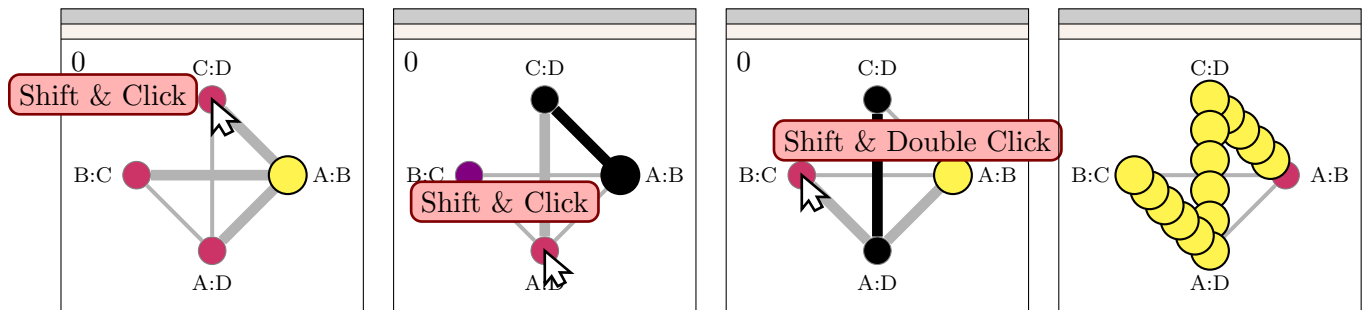 0
C:D
Shift & Click
B:C
A:B
A:D
0
C:D
B:C
A:B
Shift & Click
A:D
0
C:D
Shift & Double Click
B:C
A:B
A:D
C:D
B:C
A:B
A:D